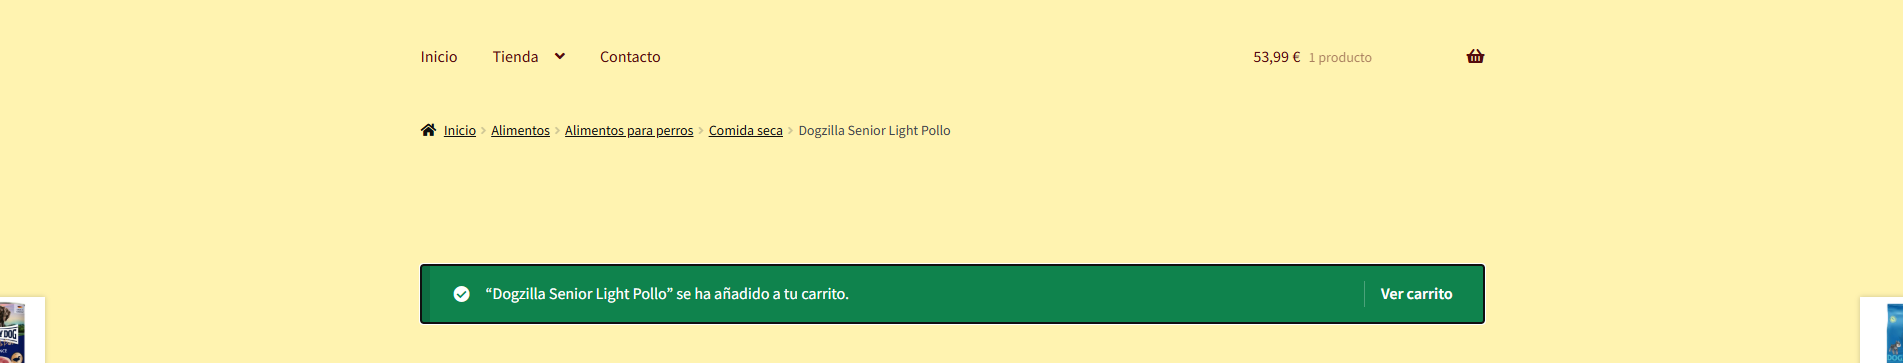 Inicio Tienda Contacto 53,99 € 1 producto
Inicio Alimentos Alimentos para perros Comida seca Dogzilla Senior Light Pollo
“Dogzilla Senior Light Pollo” se ha añadido a tu carrito. Ver carrito
DOG